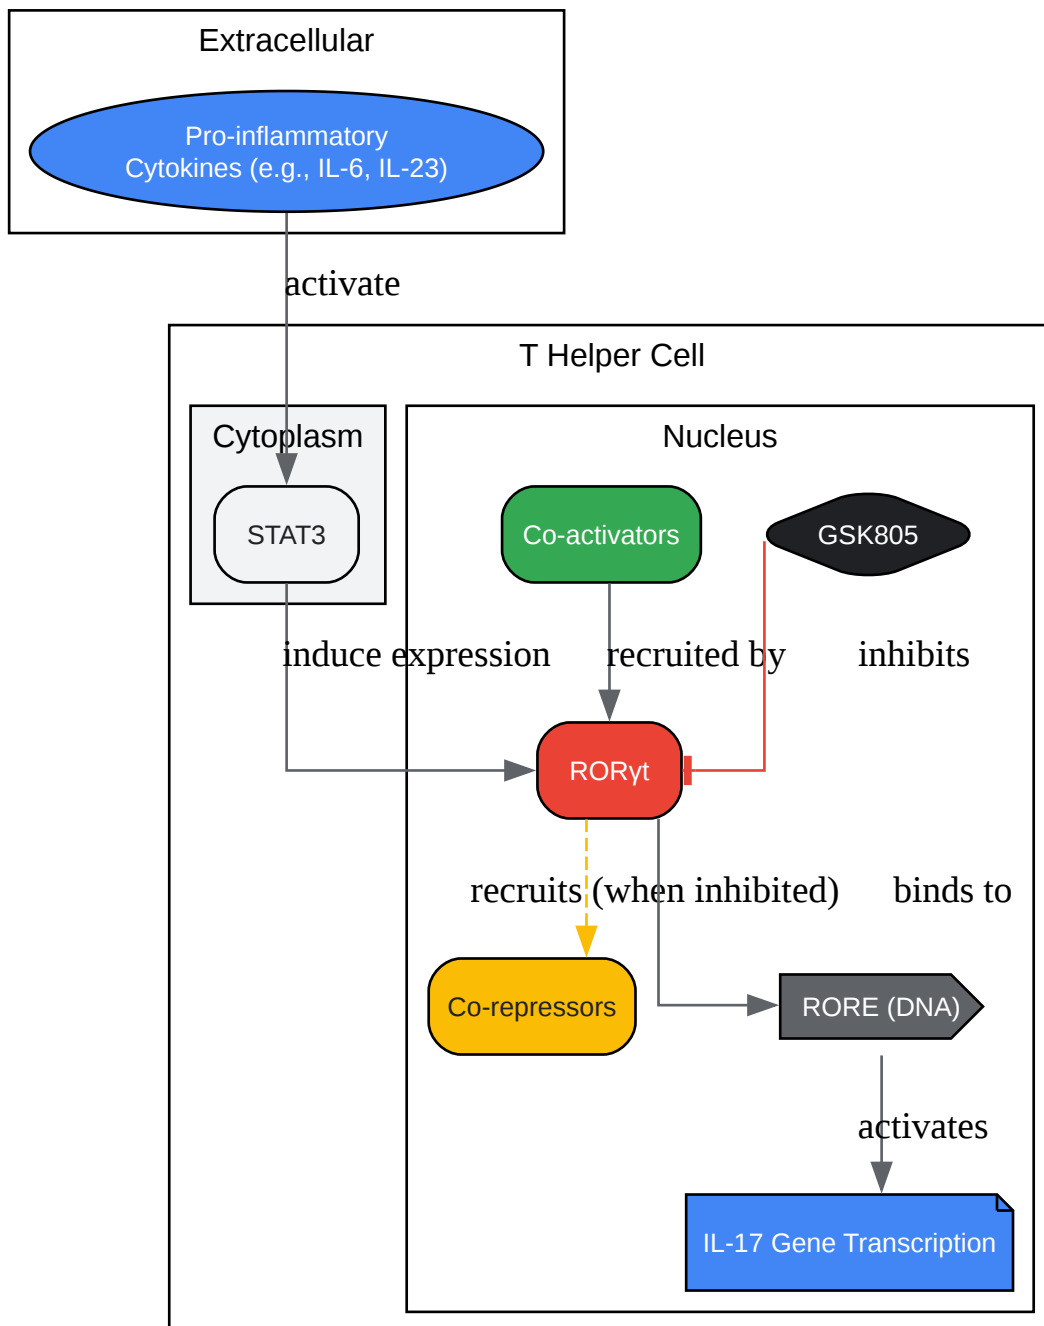 Extracellular
Pro-inflammatory
Cytokines (e.g., IL-6, IL-23)
activate
T Helper Cell
Cytoplasm
Nucleus
STAT3
Co-activators
GSK805
induce expression
recruited by
inhibits
RORγt
recruits (when inhibited)
binds to
Co-repressors
RORE (DNA)
activates
IL-17 Gene Transcription